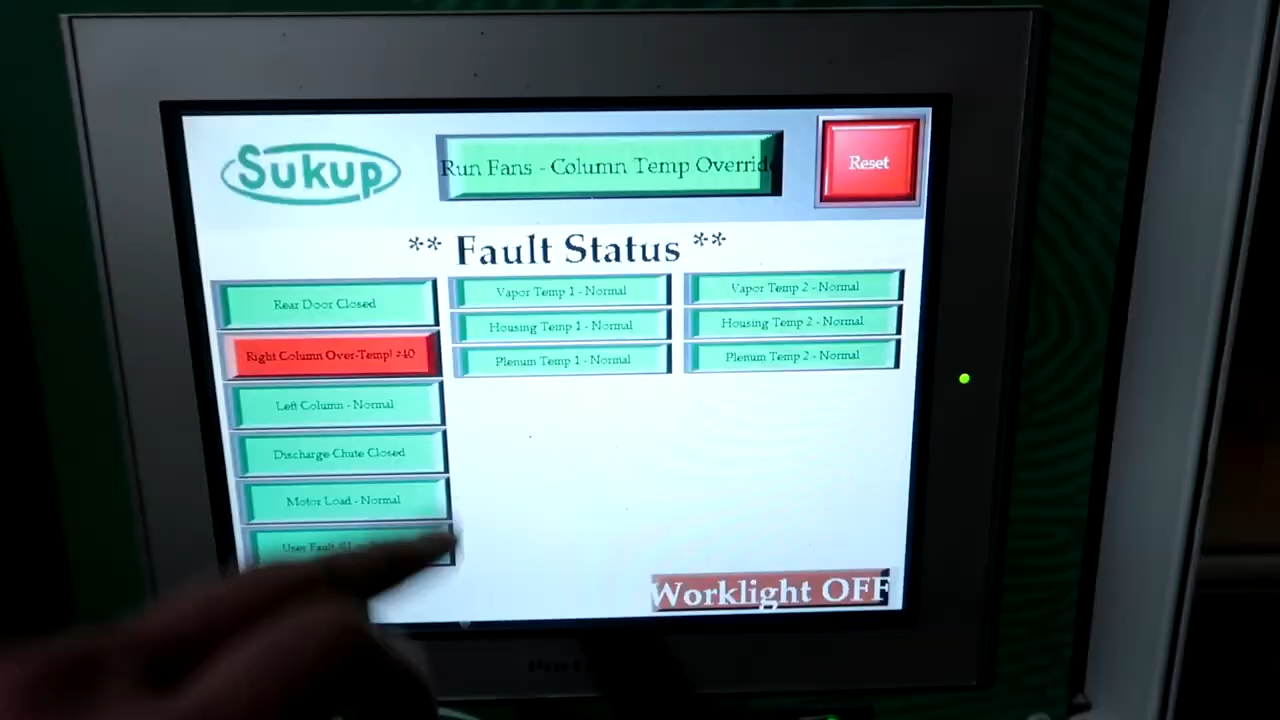 Sukup
Run Fans - Column Temp Overrid
Reset
** Fault Status **
Rear Door Closed
Right Column Over-Temp! #40
Left Column - Normal
Discharge Chute Closed
Motor Load - Normal
User Fault #1
Vapor Temp 1 - Normal
Housing Temp 1 - Normal
Plenum Temp 1 - Normal
Vapor Temp 2 - Normal
Housing Temp 2 - Normal
Plenum Temp 2 - Normal
Worklight OFF